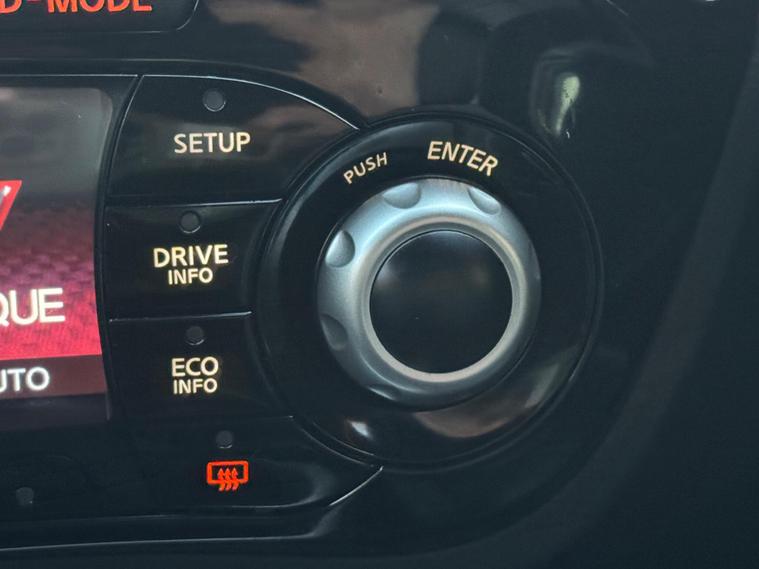 D-MODE
SETUP
PUSH ENTER
DRIVE
INFO
QUE
ECO
INFO
UTO